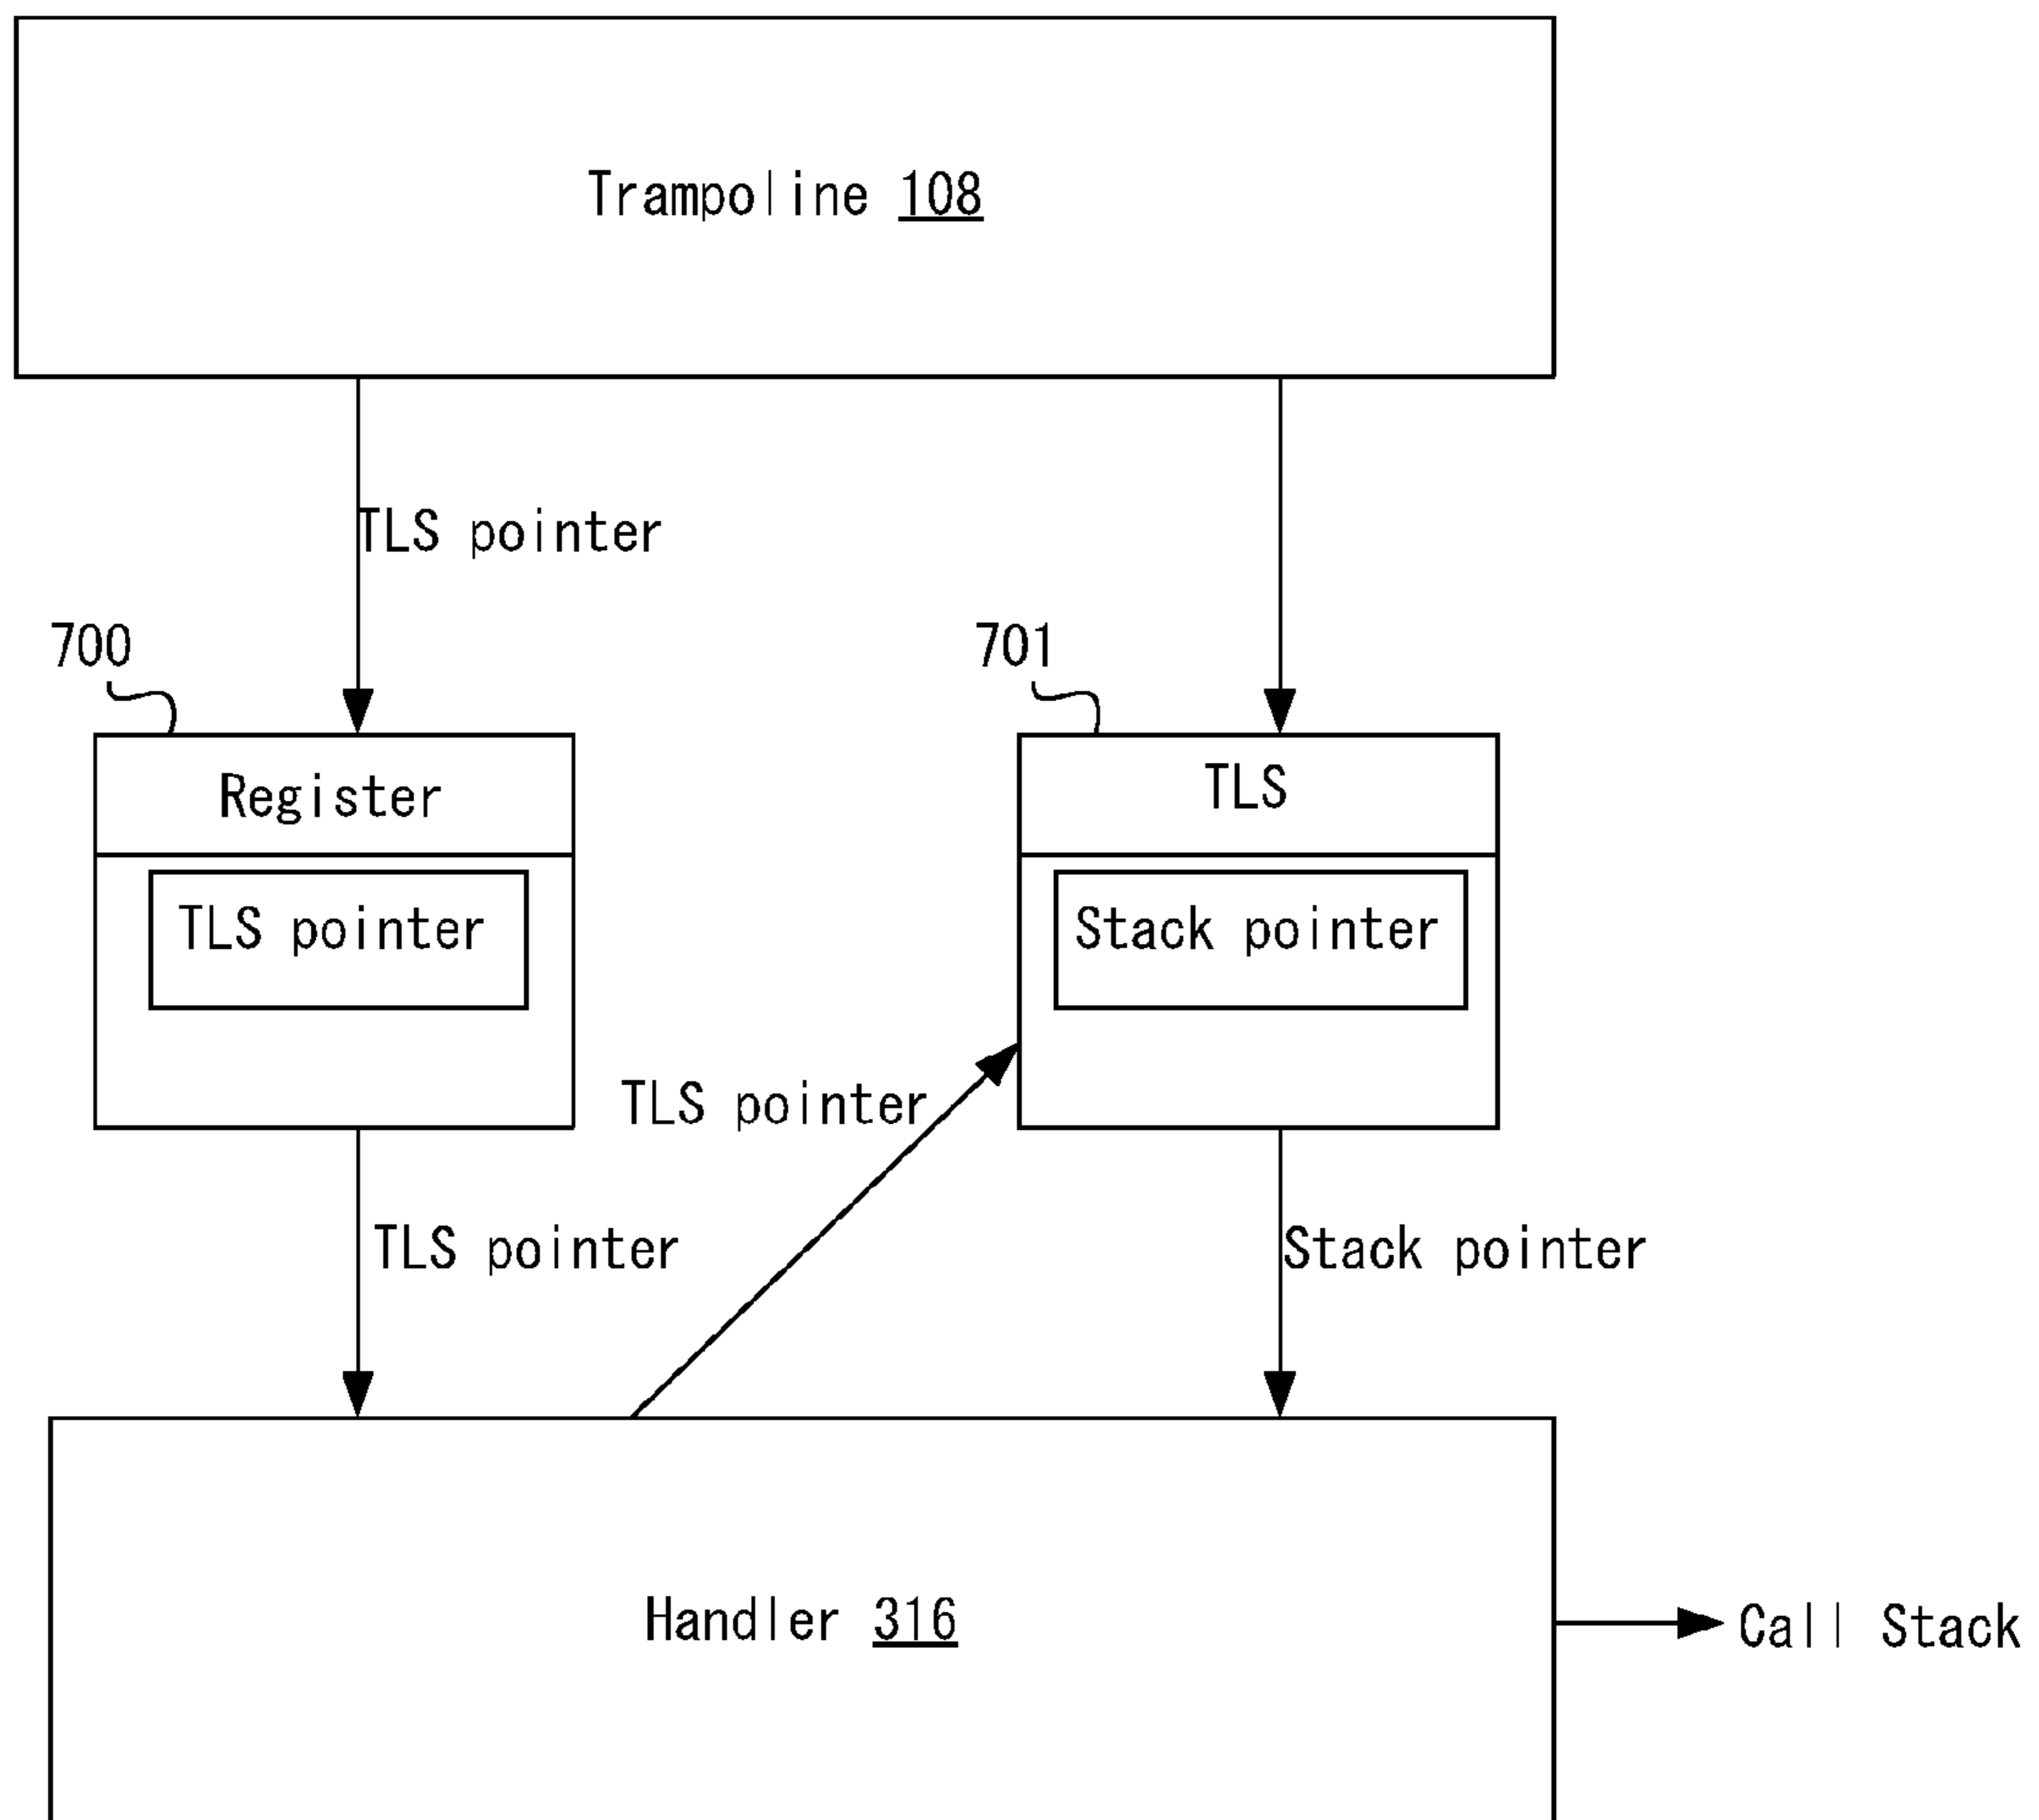 Trampoline 108
TLS pointer
700
701
Register
TLS
TLS pointer
Stack pointer
TLS pointer
TLS pointer
Stack pointer
Handler 316
Call Stack